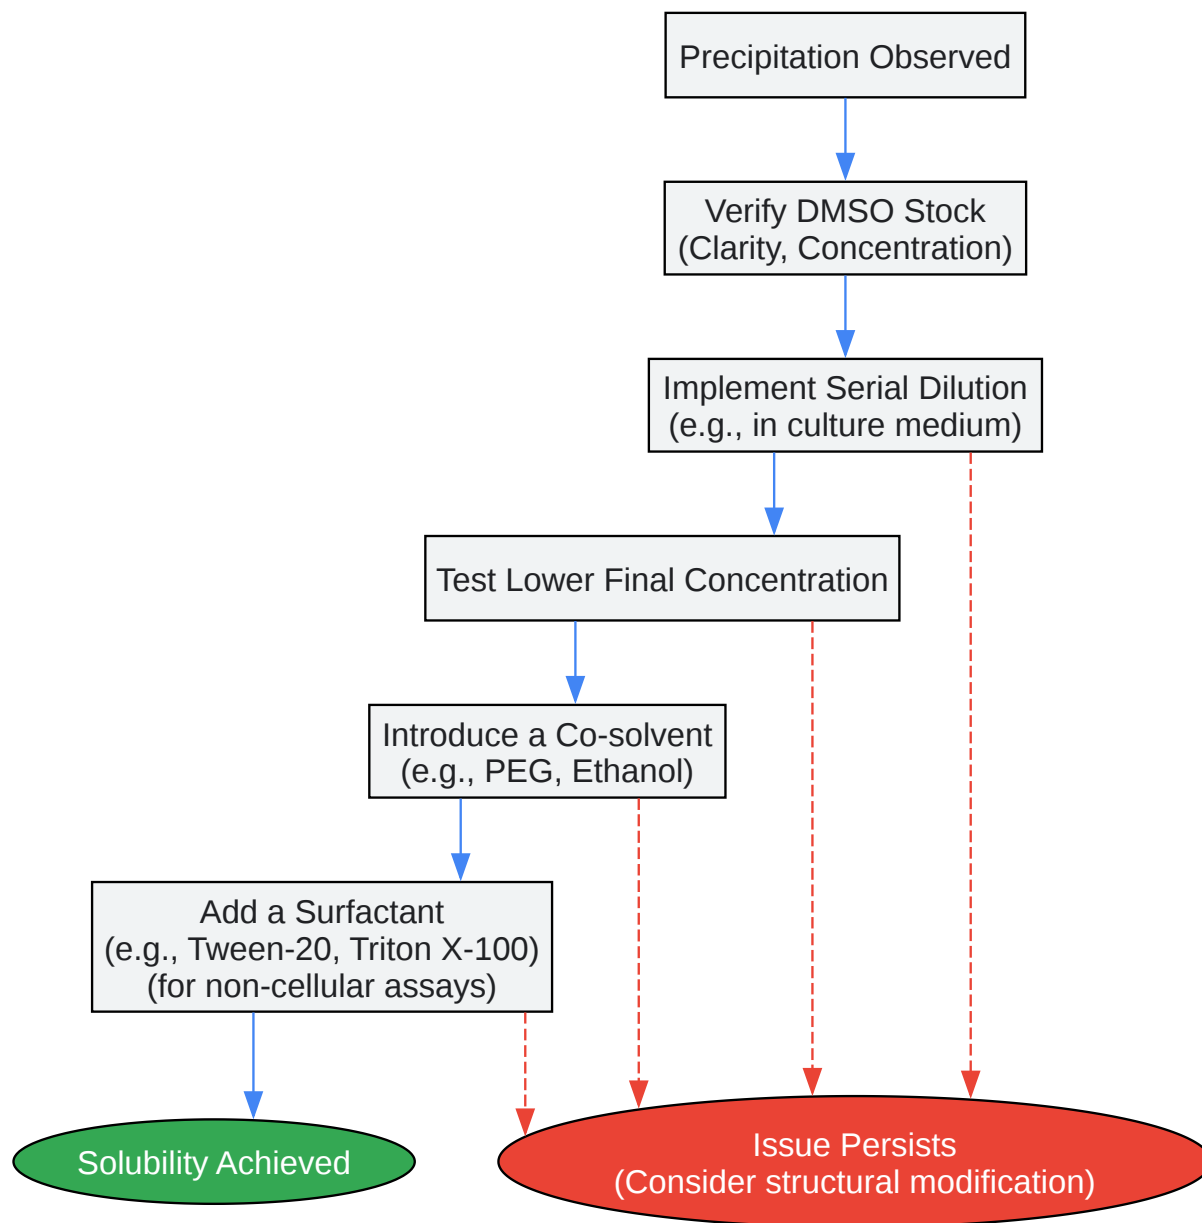 Precipitation Observed
Verify DMSO Stock
(Clarity, Concentration)
Implement Serial Dilution
(e.g., in culture medium)
Test Lower Final Concentration
Introduce a Co-solvent
(e.g., PEG, Ethanol)
Add a Surfactant
(e.g., Tween-20, Triton X-100)
(for non-cellular assays)
Solubility Achieved
Issue Persists
(Consider structural modification)